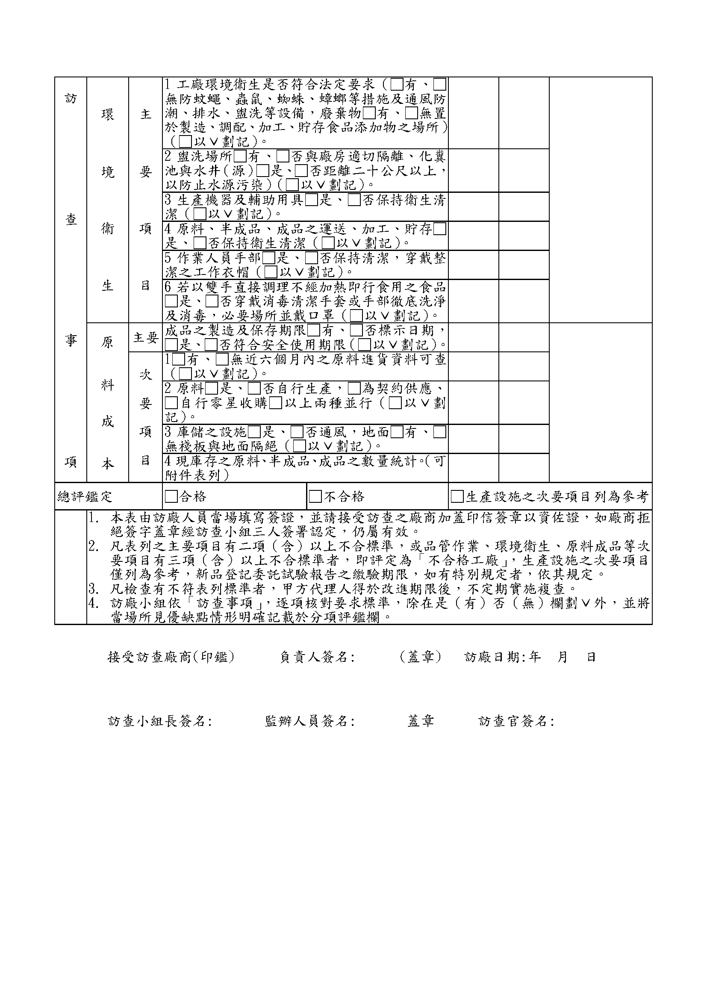 訪查事項
環境衛生
主要項目
1 工廠環境衛生是否符合法定要求（□有、□
無防蚊蠅、蟲鼠、蜘蛛、蟑螂等措施及通風防
潮、排水、盥洗等設備，廢棄物□有、□無置
於製造、調配、加工、貯存食品添加物之場所）
（□以∨劃記）。
2 盥洗場所□有、□否與廠房適切隔離、化糞
池與水井（源）□是、□否距離二十公尺以上，
以防止水源污染）（□以∨劃記）。
3 生產機器及輔助用具□是、□否保持衛生清
潔（□以∨劃記）。
4 原料、半成品、成品之運送、加工、貯存□
是、□否保持衛生清潔（□以∨劃記）。
5 作業人員手部□是、□否保持清潔，穿戴整
潔之工作衣帽（□以∨劃記）。
6 若以雙手直接調理不經加熱即行食用之食品
□是、□否穿戴消毒清潔手套或手部徹底洗淨
及消毒，必要場所並戴口罩（□以∨劃記）。
原料成本
主要
成品之製造及保存期限□有、□否標示日期，
□是、□否符合安全使用期限（□以∨劃記）。
次要項目
1□有、□無近六個月內之原料進貨資料可查
（□以∨劃記）。
2 原料□是、□否自行生產，□為契約供應、
□自行零星收購□以上兩種並行（□以∨劃
記）。
3 庫儲之設施□是、□否通風，地面□有、□
無棧板與地面隔絕（□以∨劃記）。
4 現庫存之原料、半成品、成品之數量統計。（可
附件表列）
總評鑑定 □合格 □不合格 □生產設施之次要項目列為參考
1. 本表由訪廠人員當場填寫簽證，並請接受訪查之廠商加蓋印信簽章以資佐證，如廠商拒
絕簽字蓋章經訪查小組三人簽署認定，仍屬有效。
2. 凡表列之主要項目有二項（含）以上不合標準，或品管作業、環境衛生、原料成品等次
要項目有三項（含）以上不合標準者，即評定為「不合格工廠」，生產設施之次要項目
僅列為參考，新品登記委託試驗報告之繳驗期限，如有特別規定者，依其規定。
3. 凡檢查有不符表列標準者，甲方代理人得於改進期限後，不定期實施複查。
4. 訪廠小組依「訪查事項」，逐項核對要求標準，除在是（有）否（無）欄劃∨外，並將
當場所見優缺點情形明確記載於分項評鑑欄。
接受訪查廠商(印鑑) 負責人簽名: (蓋章) 訪廠日期:年 月 日
訪查小組長簽名: 監辦人員簽名: 蓋章 訪查官簽名: